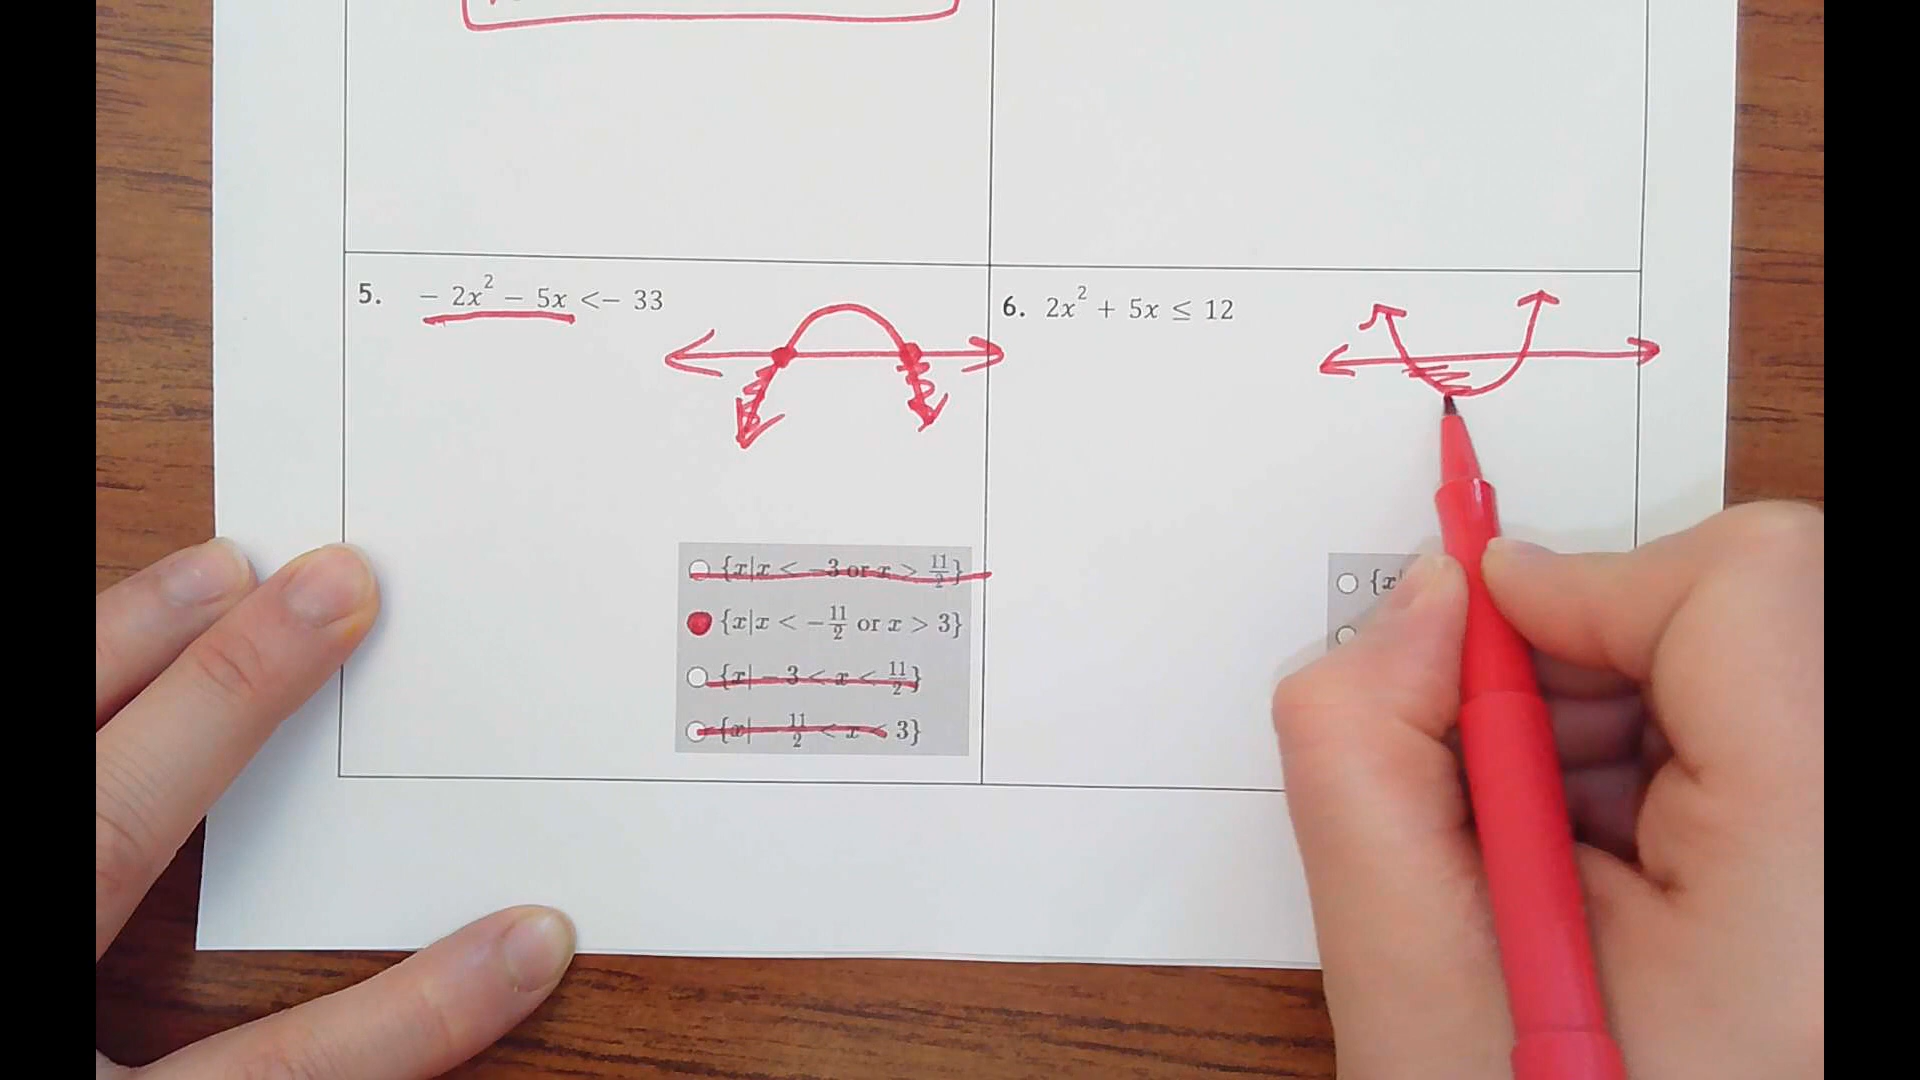 5. − 2x² − 5x <− 33
{x|x < −3 or x > 11/2}
{x|x < −11/2 or x > 3}
{x| − 3 < x < 11/2}
{x| − 11/2 < x < 3}
6. 2x² + 5x ≤ 12
{x|